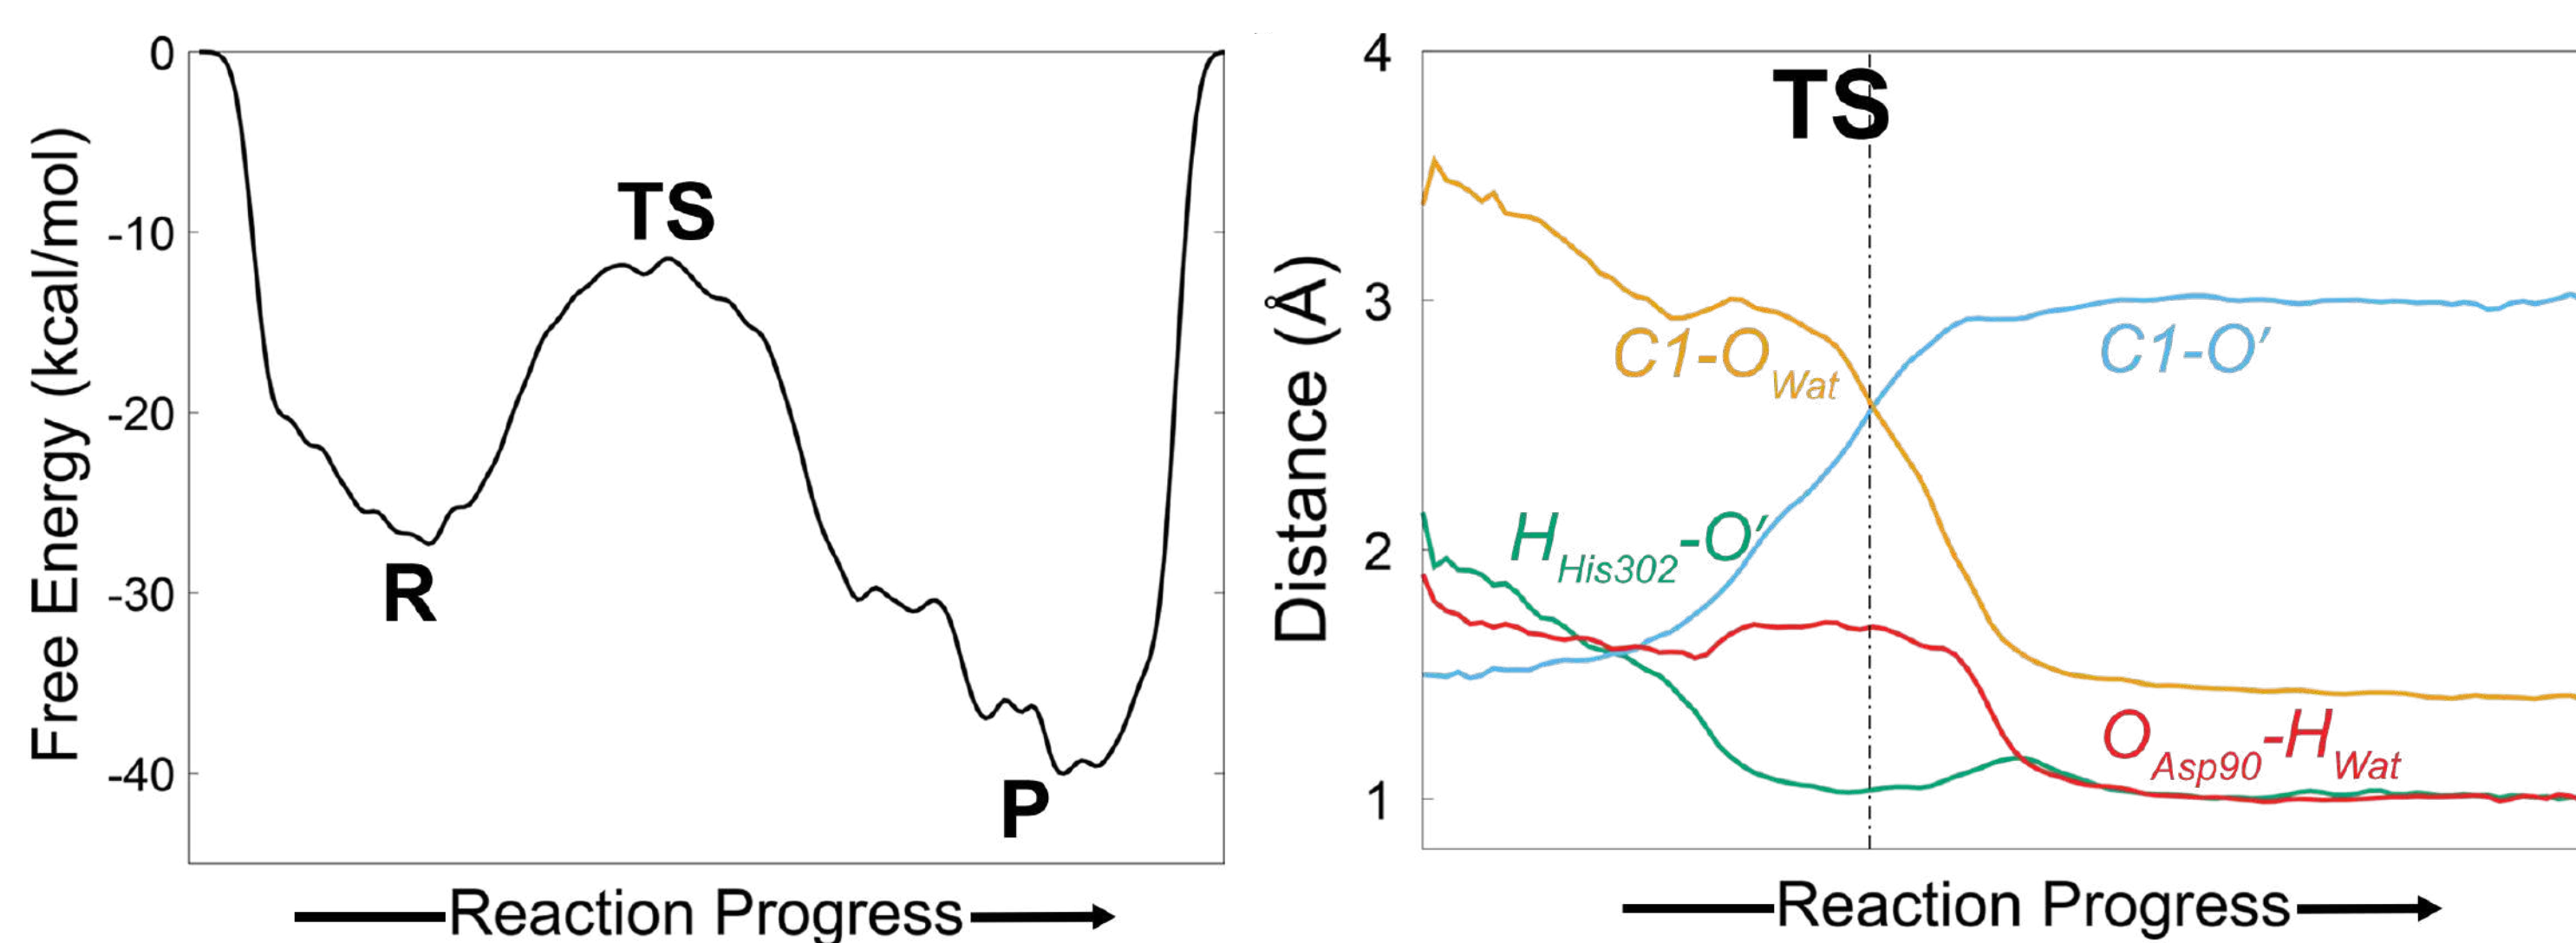 Free Energy (kcal/mol)
0
-10
-20
-30
-40
TS
R
P
Reaction Progress
Distance (Å)
4
3
2
1
TS
C1-OWat
C1-O′
HHis302-O′
OAsp90-HWat
Reaction Progress